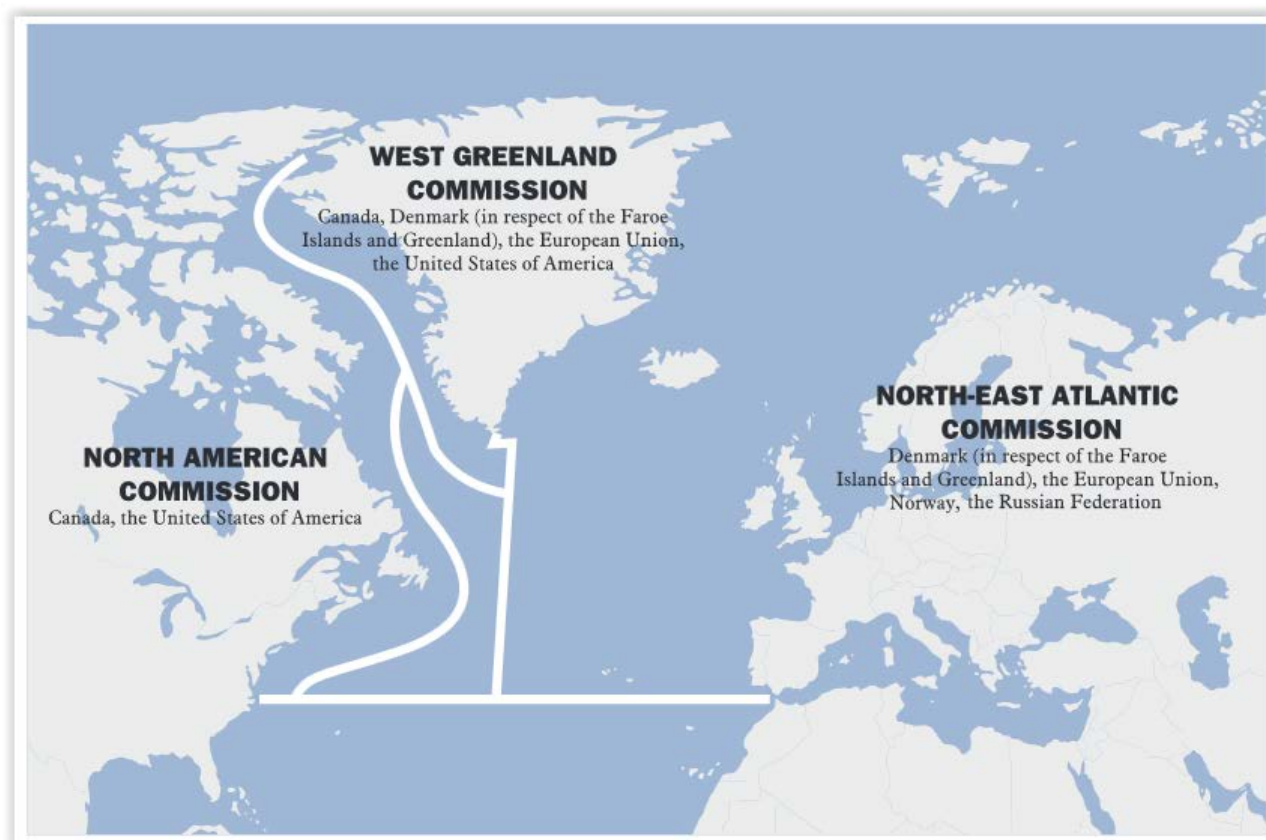 WEST GREENLAND
COMMISSION
Canada, Denmark (in respect of the Faroe
Islands and Greenland), the European Union,
the United States of America
NORTH-EAST ATLANTIC
COMMISSION
Denmark (in respect of the Faroe
Islands and Greenland), the European Union,
Norway, the Russian Federation
NORTH AMERICAN
COMMISSION
Canada, the United States of America